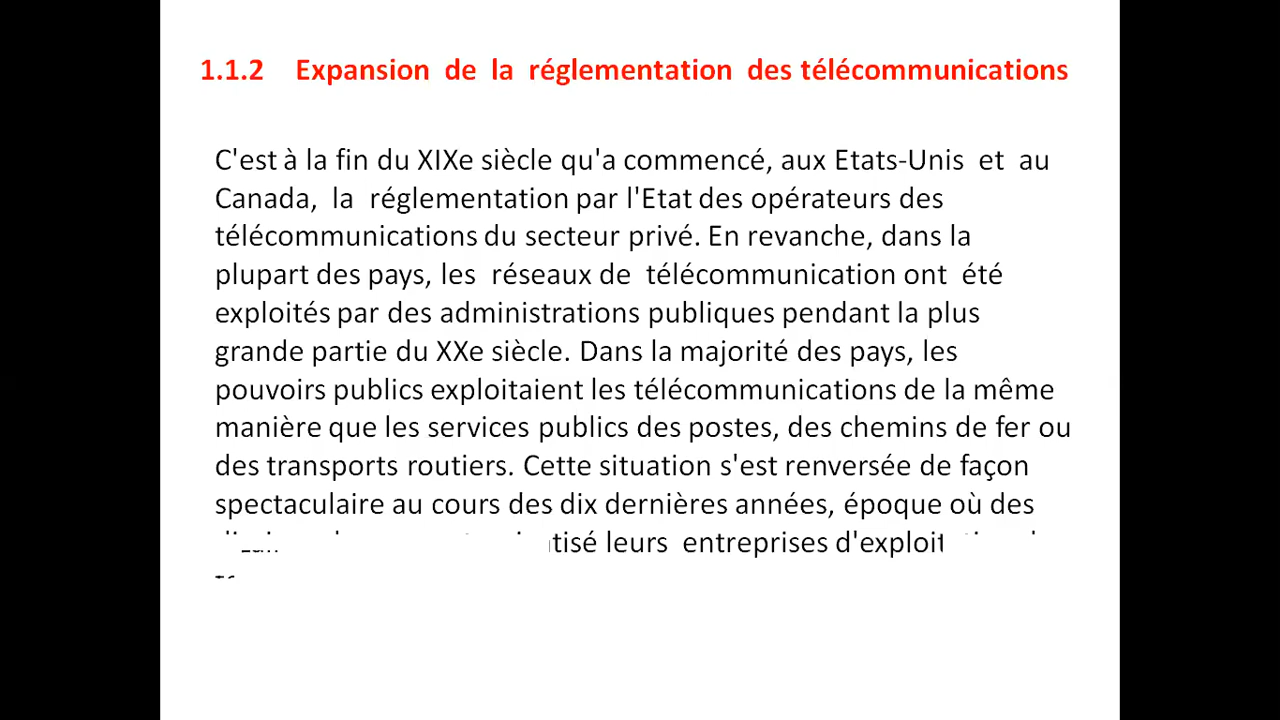 1.1.2 Expansion de la réglementation des télécommunications
C'est à la fin du XIXe siècle qu'a commencé, aux Etats-Unis et au
Canada, la réglementation par l'Etat des opérateurs des
télécommunications du secteur privé. En revanche, dans la
plupart des pays, les réseaux de télécommunication ont été
exploités par des administrations publiques pendant la plus
grande partie du XXe siècle. Dans la majorité des pays, les
pouvoirs publics exploitaient les télécommunications de la même
manière que les services publics des postes, des chemins de fer ou
des transports routiers. Cette situation s'est renversée de façon
spectaculaire au cours des dix dernières années, époque où des
leurs entreprises